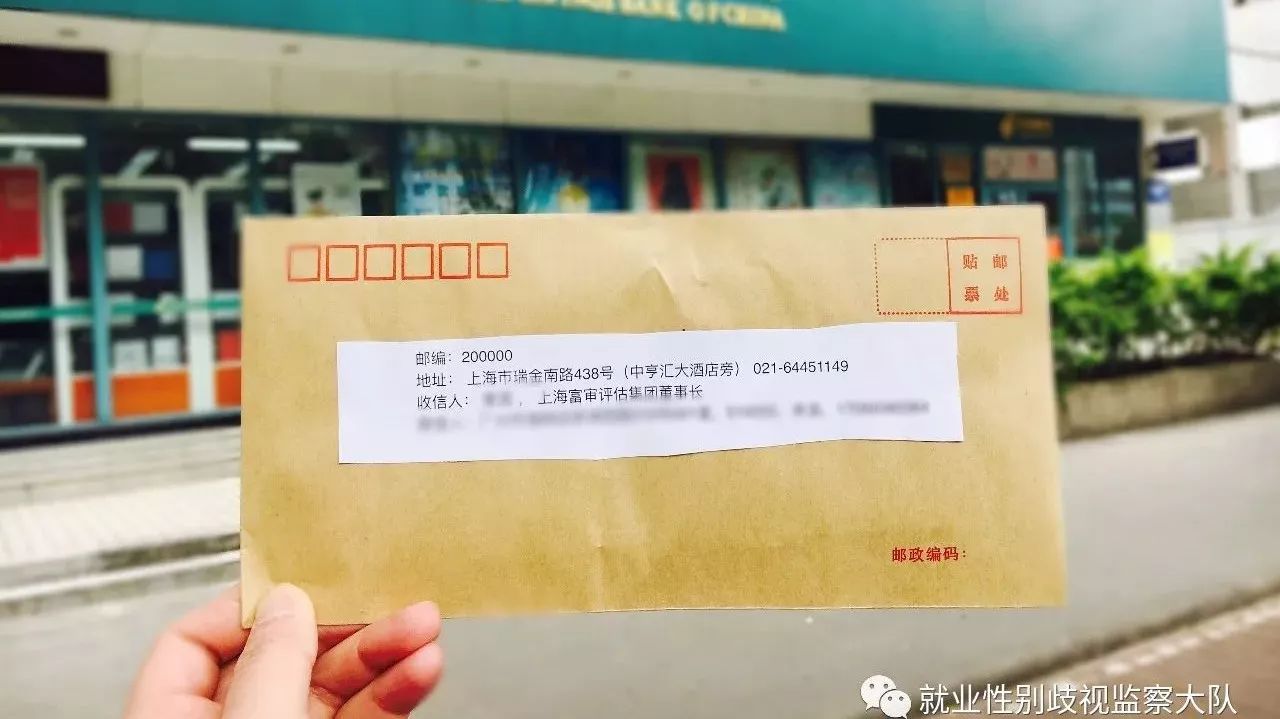 BANK OF CHINA
贴 邮
票 处
邮编：200000
地址： 上海市瑞金南路438号（中亨汇大酒店旁） 021-64451149
收信人： ，上海富审评估集团董事长
邮政编码：
就业性别歧视监察大队